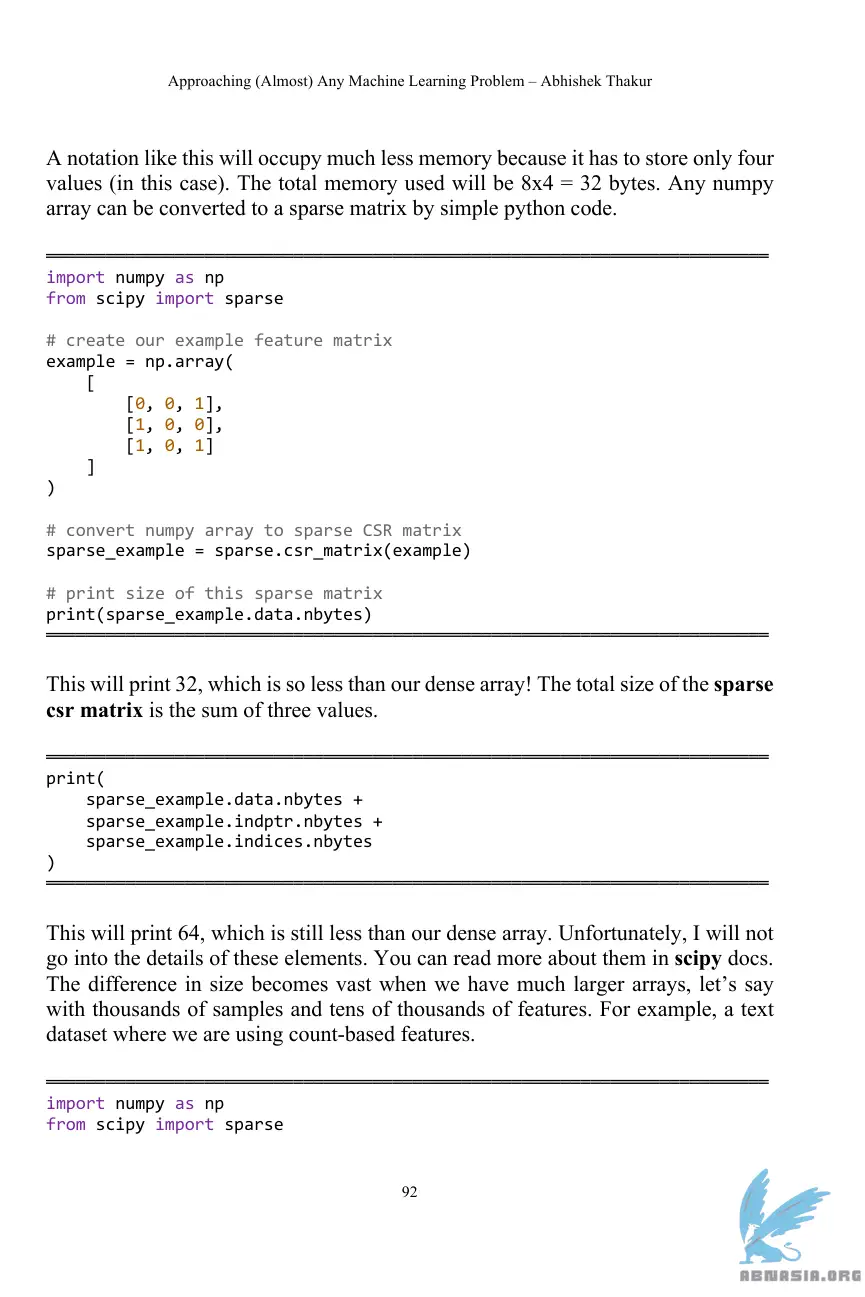 Approaching (Almost) Any Machine Learning Problem – Abhishek Thakur
A notation like this will occupy much less memory because it has to store only four
values (in this case). The total memory used will be 8x4 = 32 bytes. Any numpy
array can be converted to a sparse matrix by simple python code.
import numpy as np
from scipy import sparse
# create our example feature matrix
example = np.array(
    [
        [0, 0, 1],
        [1, 0, 0],
        [1, 0, 1]
    ]
)
# convert numpy array to sparse CSR matrix
sparse_example = sparse.csr_matrix(example)
# print size of this sparse matrix
print(sparse_example.data.nbytes)
This will print 32, which is so less than our dense array! The total size of the sparse
csr matrix is the sum of three values.
print(
    sparse_example.data.nbytes +
    sparse_example.indptr.nbytes +
    sparse_example.indices.nbytes
)
This will print 64, which is still less than our dense array. Unfortunately, I will not
go into the details of these elements. You can read more about them in scipy docs.
The difference in size becomes vast when we have much larger arrays, let’s say
with thousands of samples and tens of thousands of features. For example, a text
dataset where we are using count-based features.
import numpy as np
from scipy import sparse
92
ABNASIA.ORG